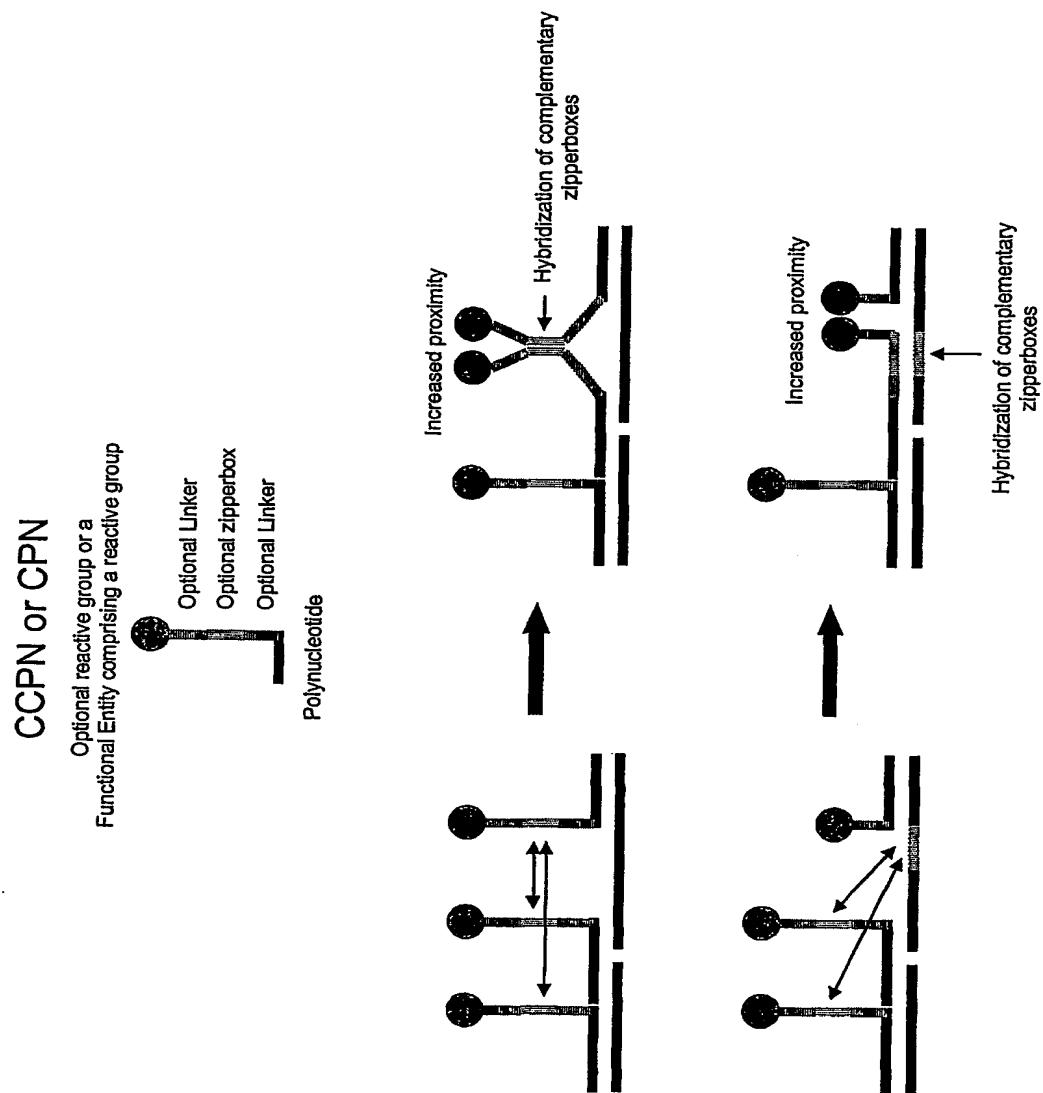 CCPN or CPN
Optional reactive group or a
Functional Entity comprising a reactive group
Optional Linker
Optional zipperbox
Optional Linker
Polynucleotide
Increased proximity
Hybridization of complementary
zipperboxes
Increased proximity
Hybridization of complementary
zipperboxes